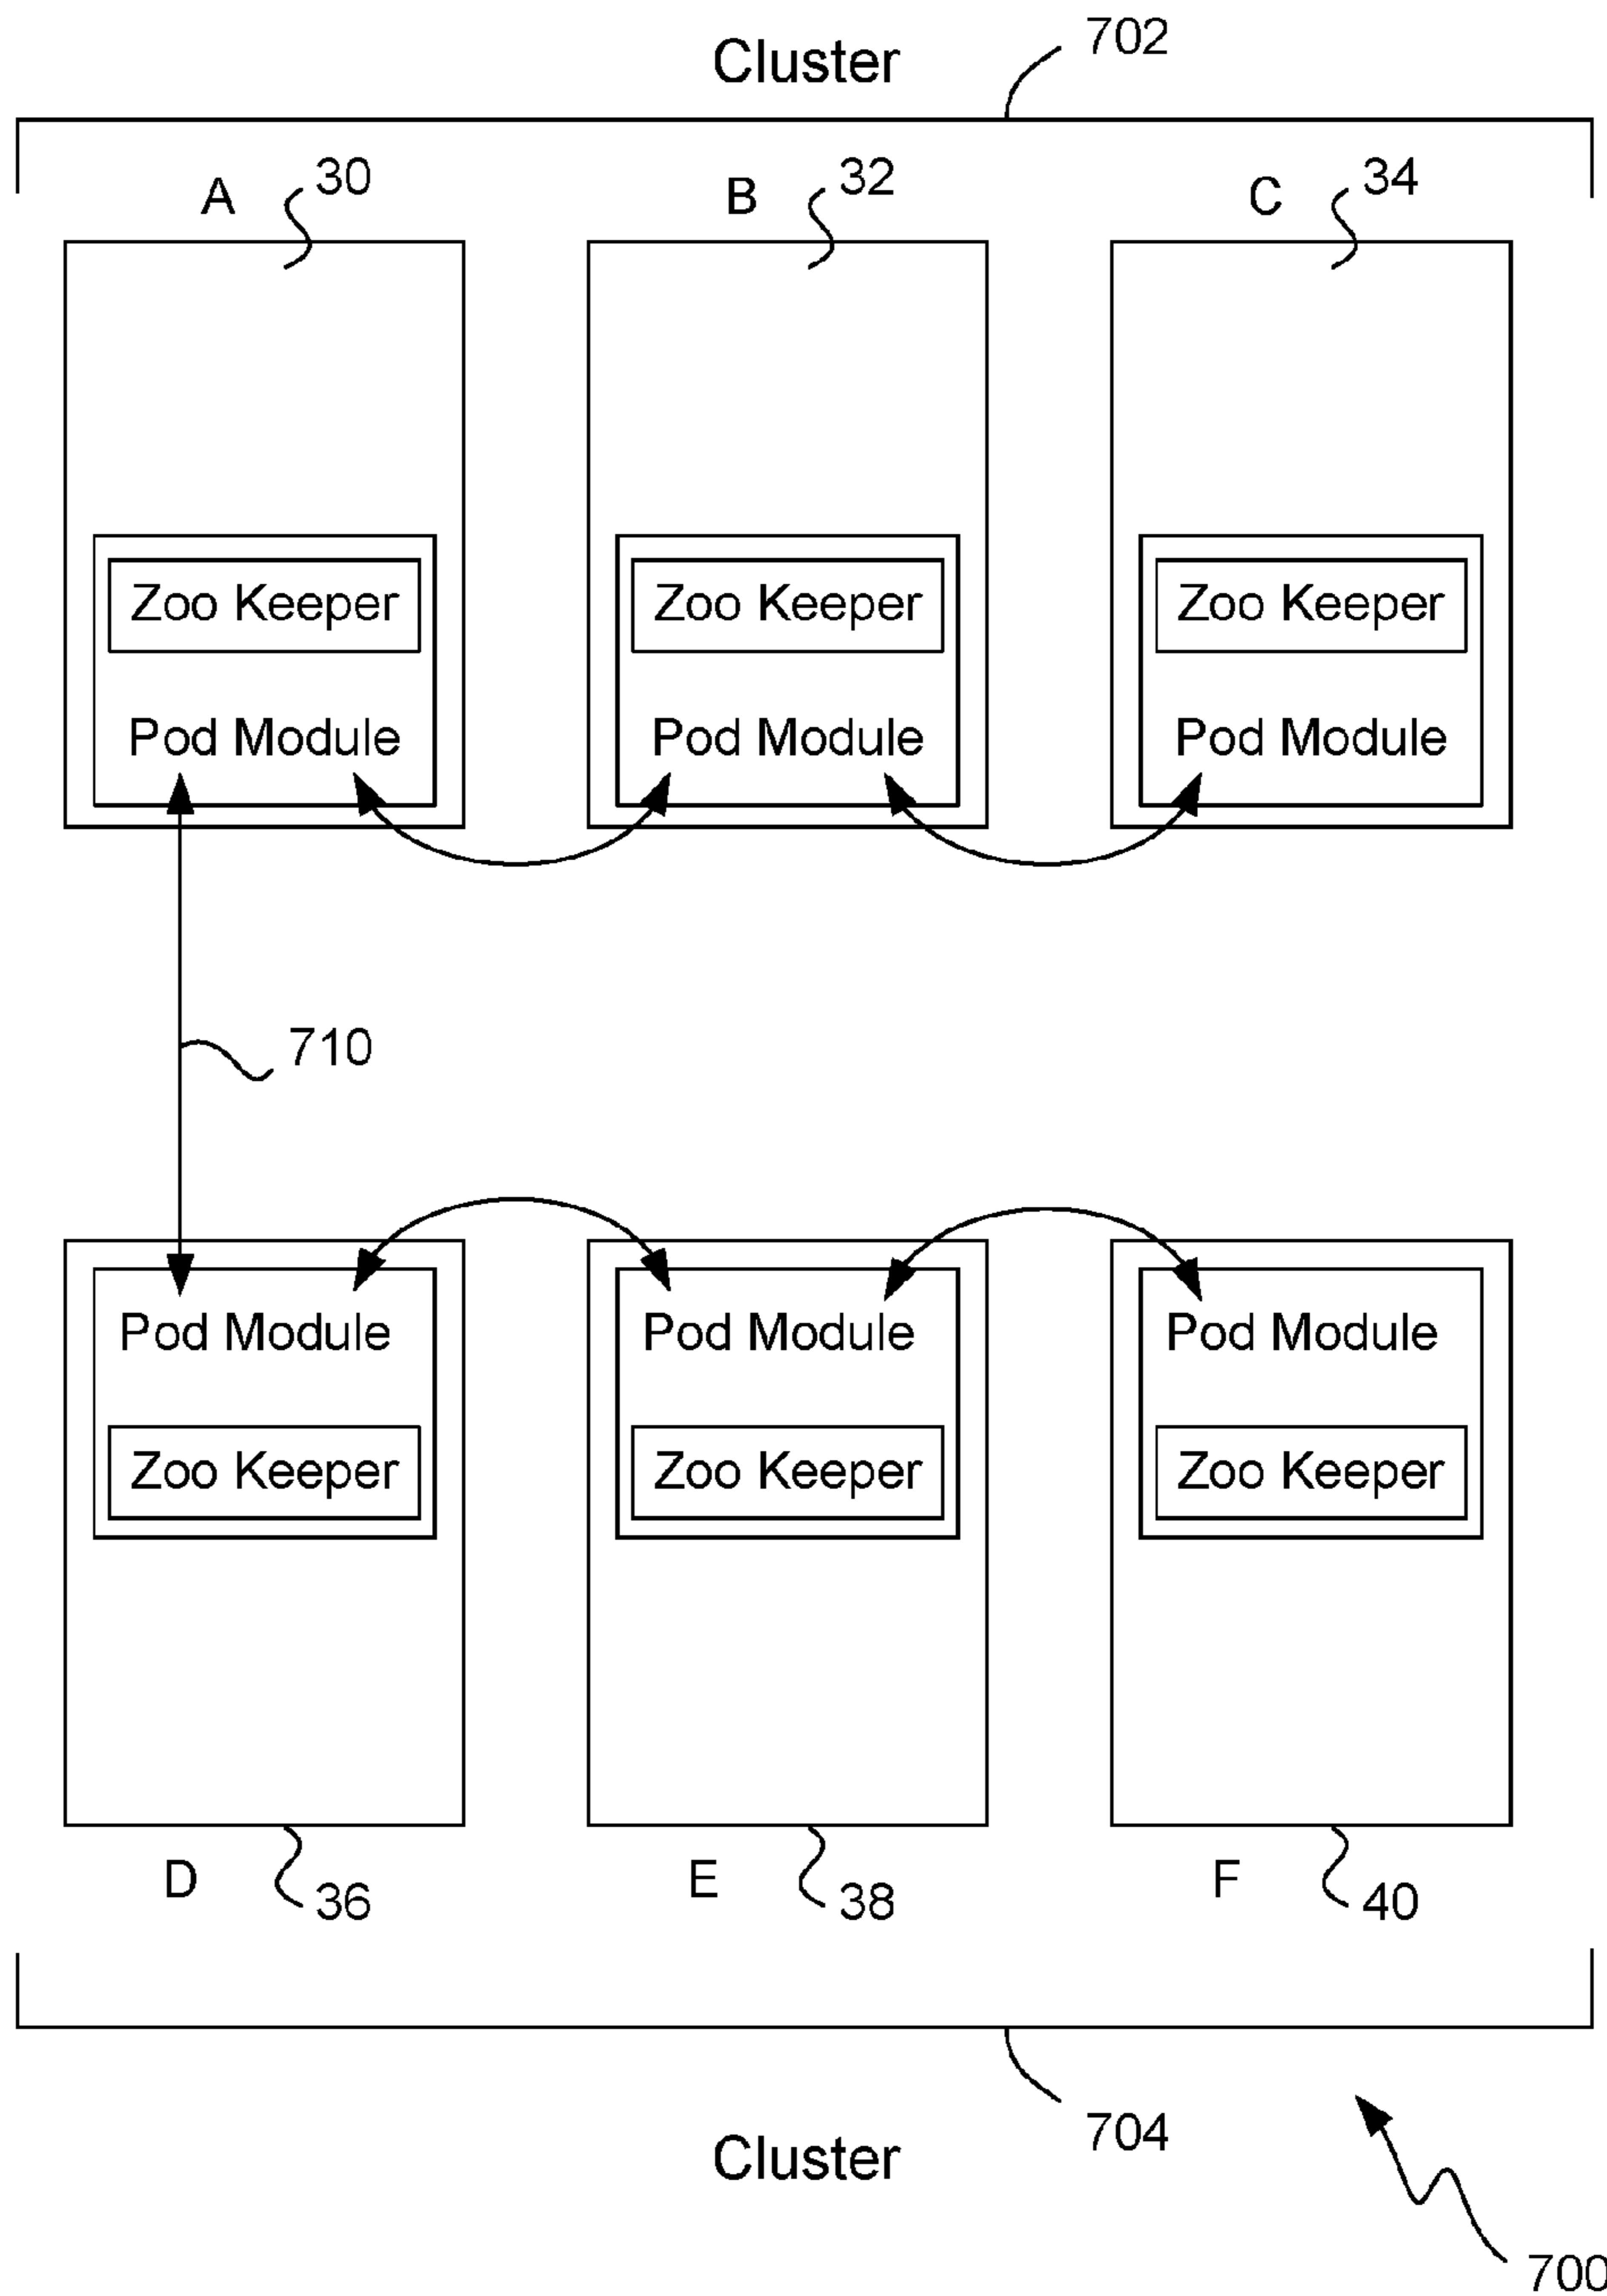 702
Cluster
A 30 B 32 C 34
Zoo Keeper Zoo Keeper Zoo Keeper
Pod Module Pod Module Pod Module
710
Pod Module Pod Module Pod Module
Zoo Keeper Zoo Keeper Zoo Keeper
D 36 E 38 F 40
704
Cluster
700